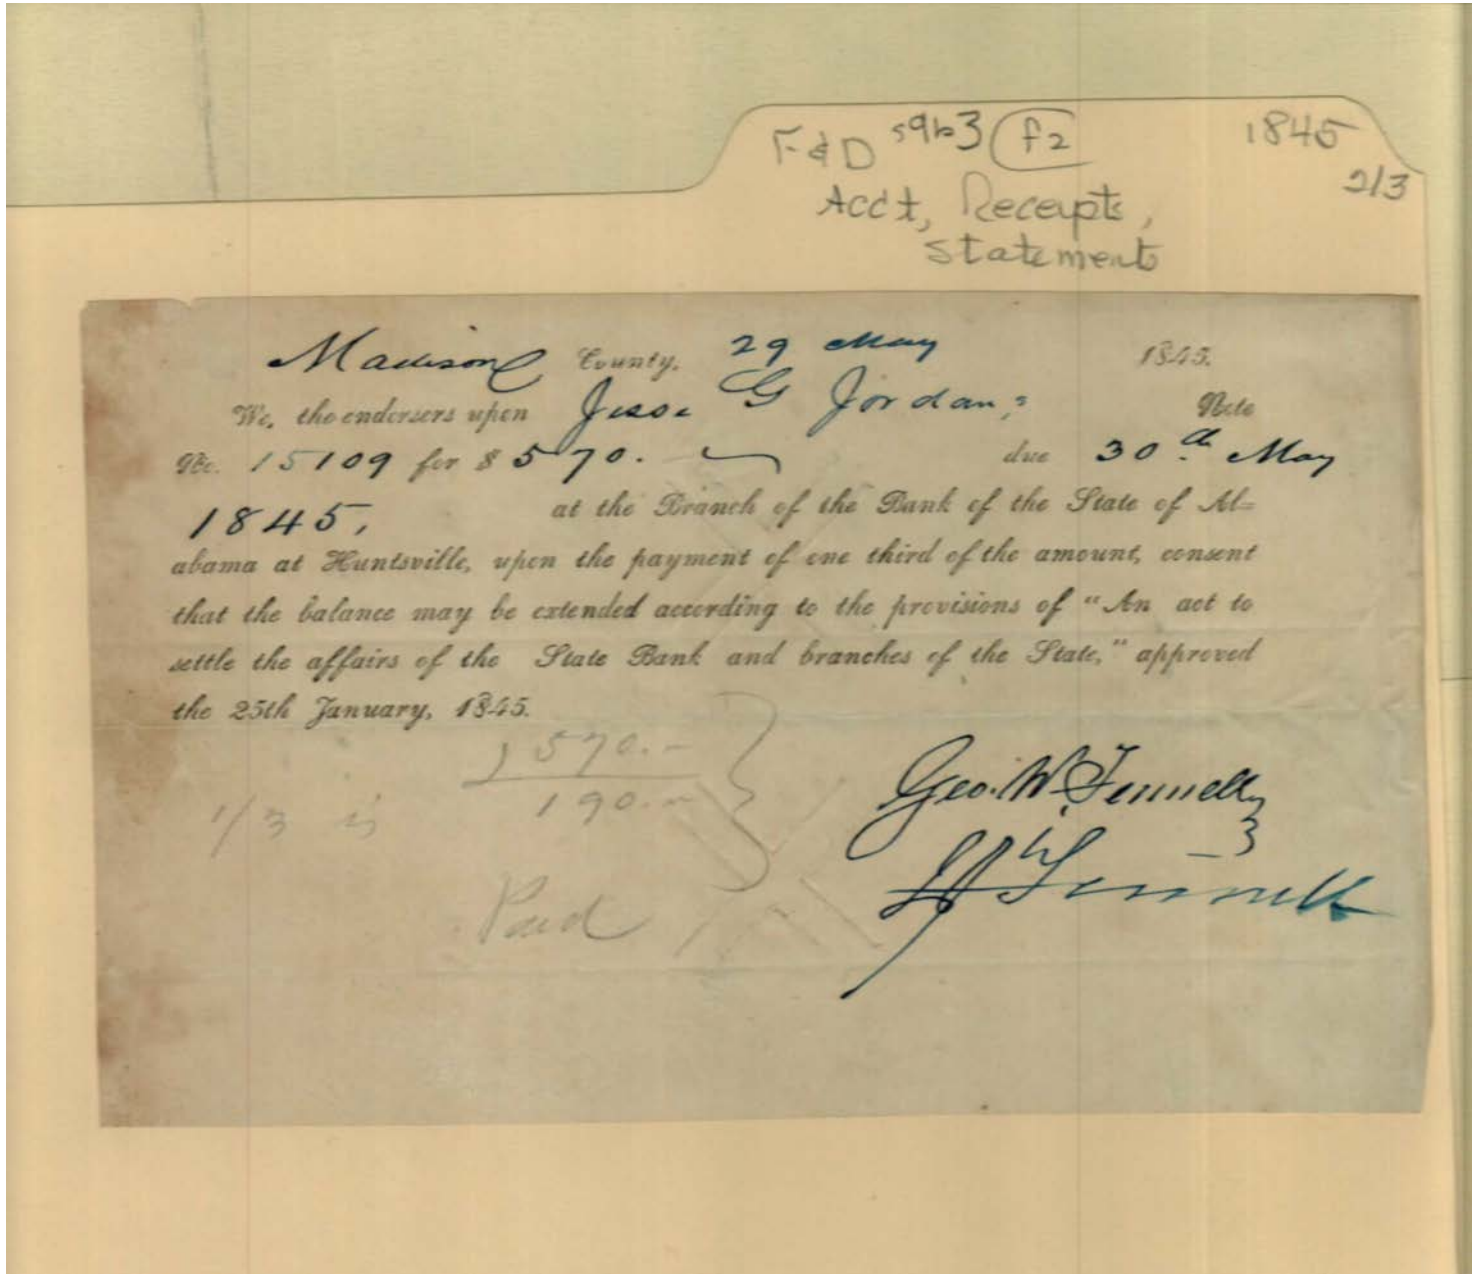 F&D s9b3 f2 1845
2/3
Acct, Receipts,
Statements
Madison County, 29 May 1845.
We, the endorsers upon Jesse G Jordan's Note
No. 15109 for $ 570. due 30th May
1845, at the Branch of the Bank of the State of Al=
abama at Huntsville, upon the payment of one third of the amount, consent
that the balance may be extended according to the provisions of "An act to
settle the affairs of the State Bank and branches of the State," approved
the 25th January, 1845.
570.-
1/3 is 190.-
Geo. W. Fennell
Fennell
Paid